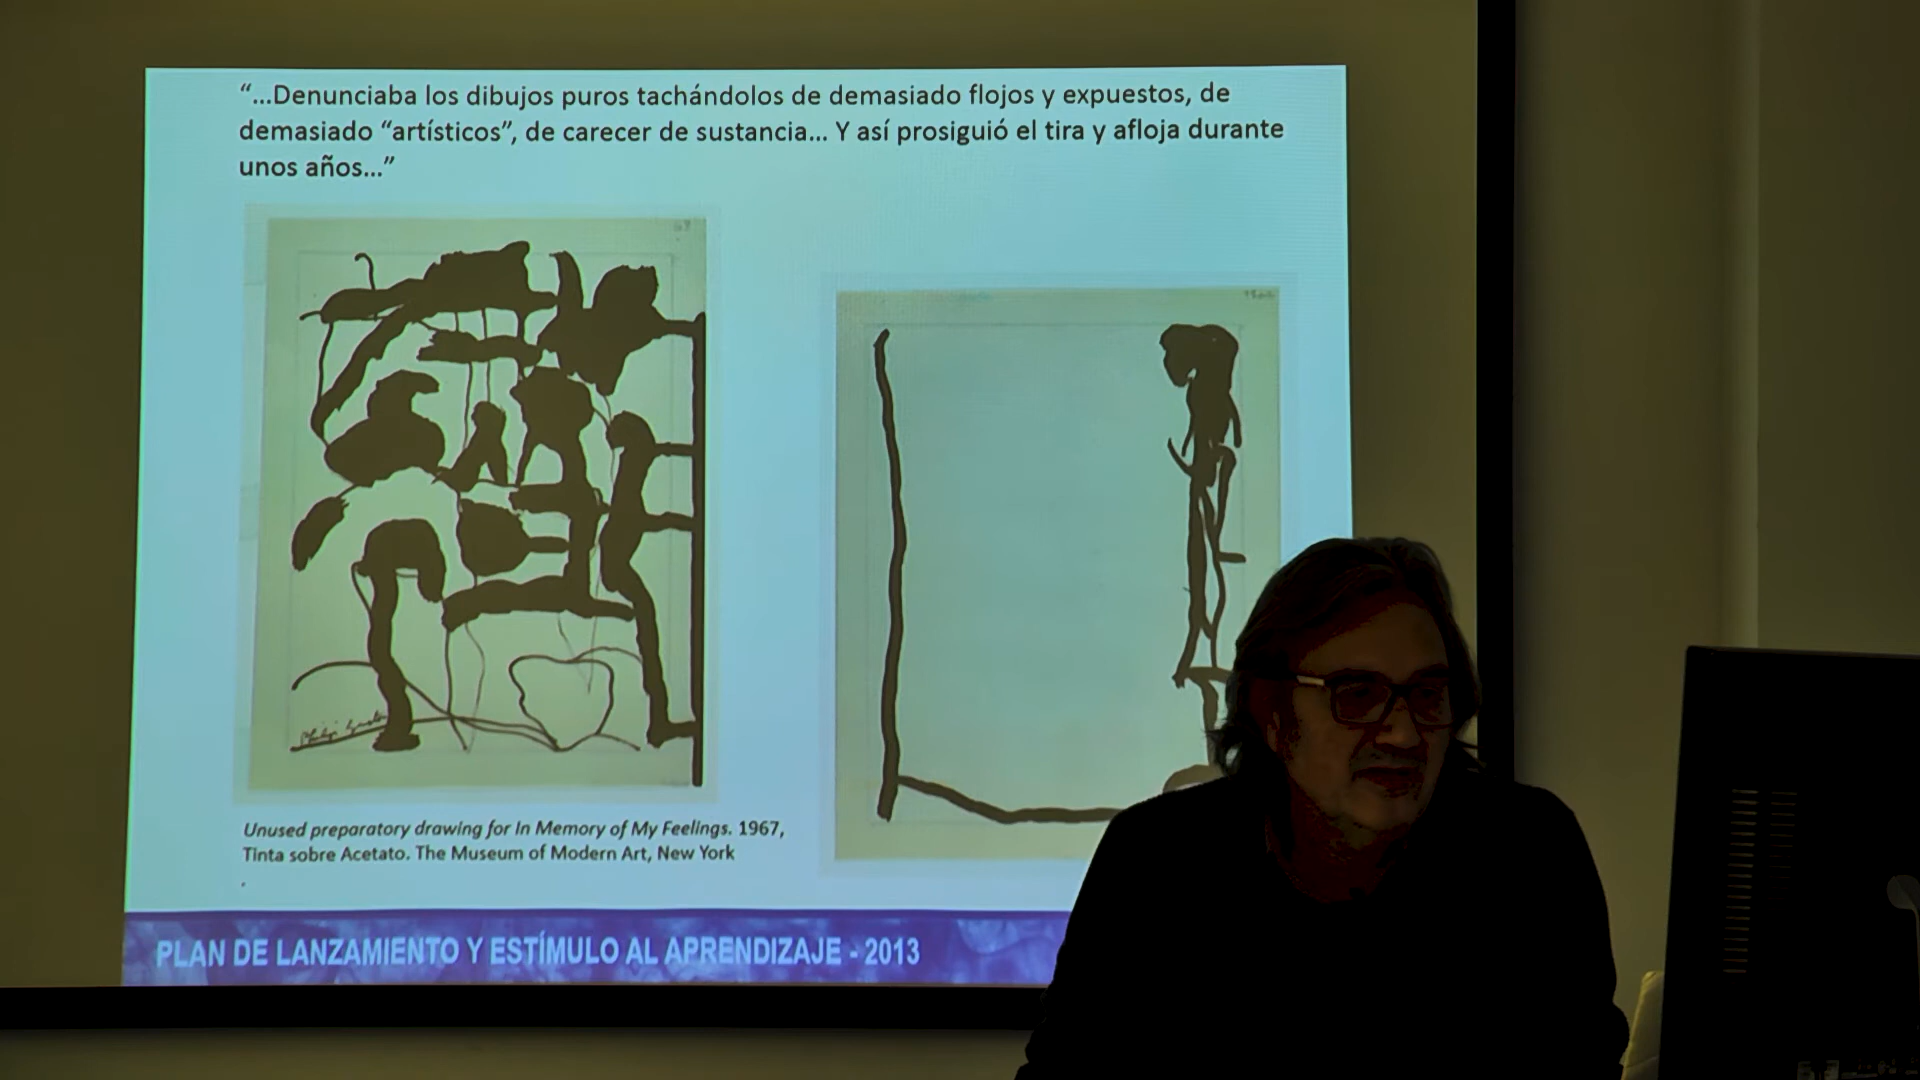 “...Denunciaba los dibujos puros tachándolos de demasiado flojos y expuestos, de
demasiado “artísticos”, de carecer de sustancia... Y así prosiguió el tira y afloja durante
unos años...”
Philip Guston
Unused preparatory drawing for In Memory of My Feelings. 1967,
Tinta sobre Acetato. The Museum of Modern Art, New York
.
PLAN DE LANZAMIENTO Y ESTÍMULO AL APRENDIZAJE - 2013